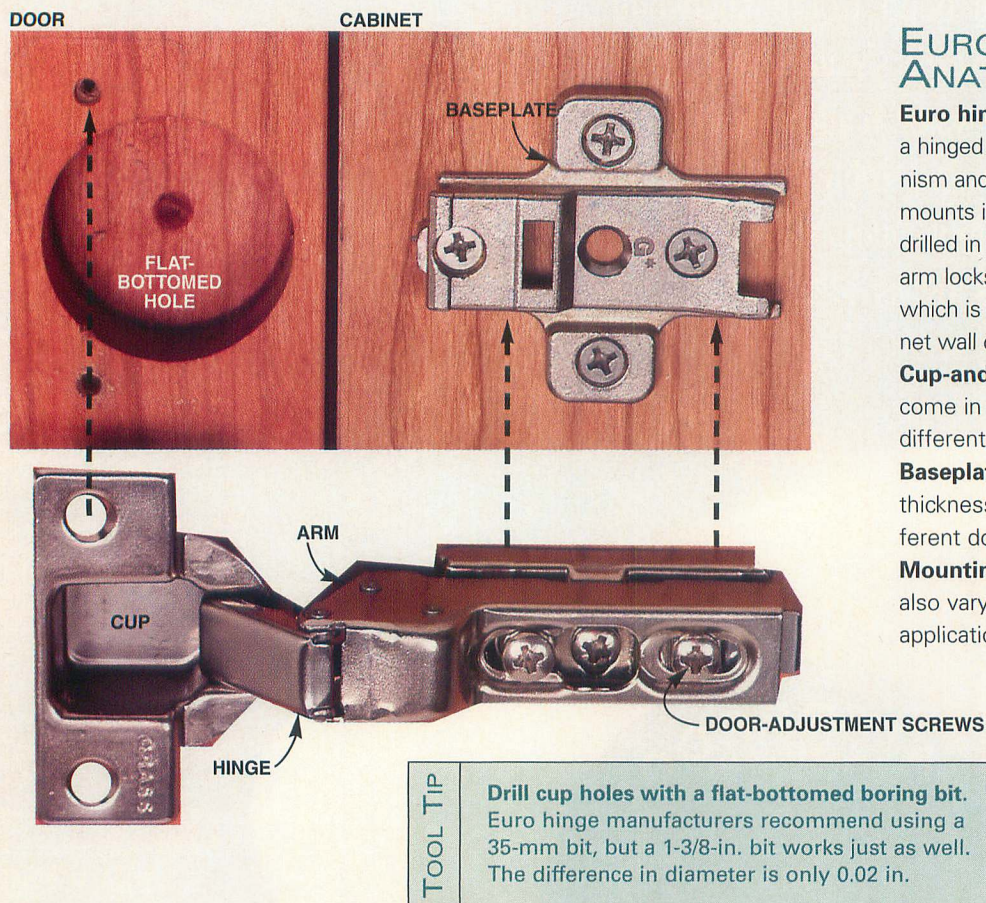 DOOR
CABINET
BASEPLATE
G*
FLAT-
BOTTOMED
HOLE
ARM
CUP
HINGE
GRASS
DOOR-ADJUSTMENT SCREWS
TOOL TIP
Drill cup holes with a flat-bottomed boring bit.
Euro hinge manufacturers recommend using a
35-mm bit, but a 1-3/8-in. bit works just as well.
The difference in diameter is only 0.02 in.
EURO
ANAT
Euro hin
a hinged
nism and
mounts i
drilled in
arm locks
which is
net wall
Cup-and
come in
different
Baseplat
thickness
ferent do
Mountin
also vary
applicatio